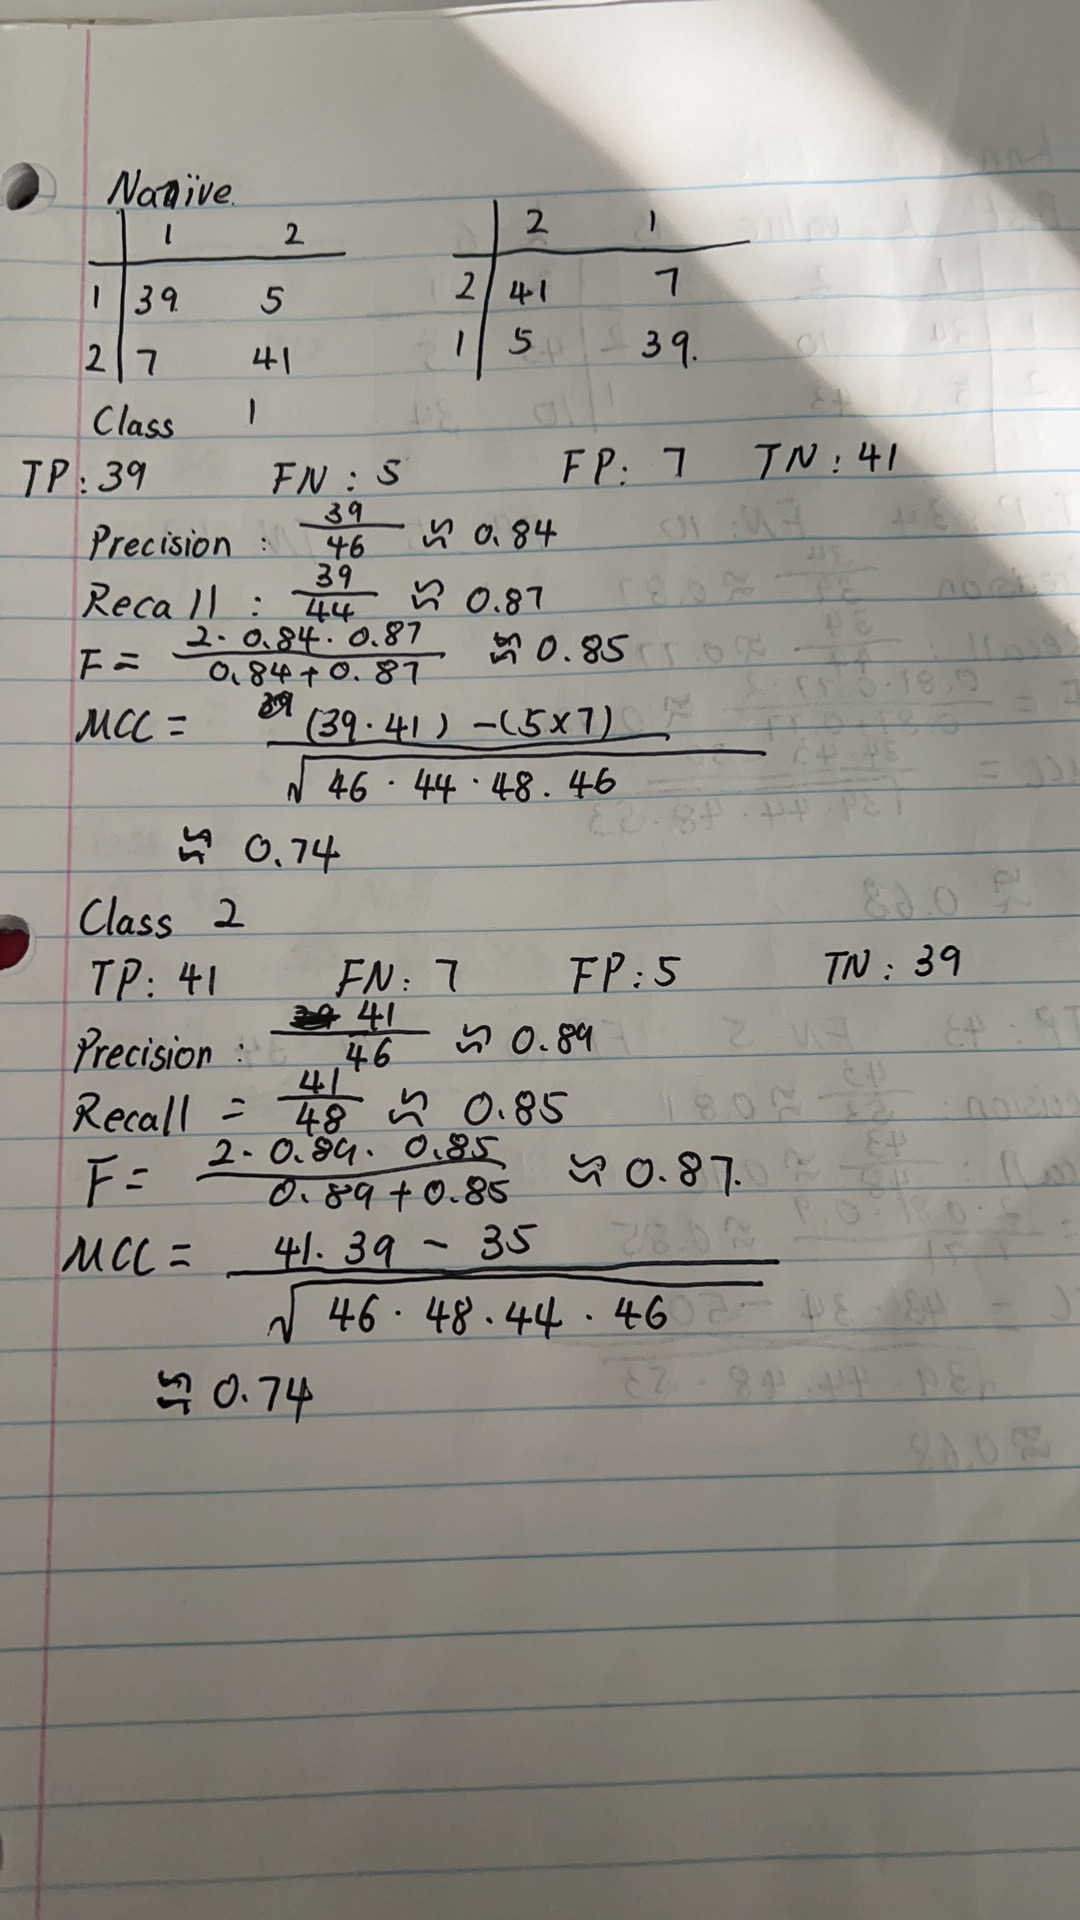 Naïve.
1 2
1 39 5
2 7 41
2 1
2 41 7
1 5 39.
Class 1
TP: 39 FN: 5 FP: 7 TN: 41
Precision: 39/46 ≈ 0.84
Recall: 39/44 ≈ 0.87
F = 2·0.84·0.87 / 0.84+0.87 ≈ 0.85
MCC = (39·41) -(5×7) / √46·44·48.46
≈ 0.74
Class 2
TP: 41 FN: 7 FP: 5 TN: 39
Precision: 41/46 ≈ 0.89
Recall = 41/48 ≈ 0.85
F = 2·0.89·0.85 / 0.89+0.85 ≈ 0.87.
MCC = 41·39 - 35 / √46·48·44·46
≈ 0.74